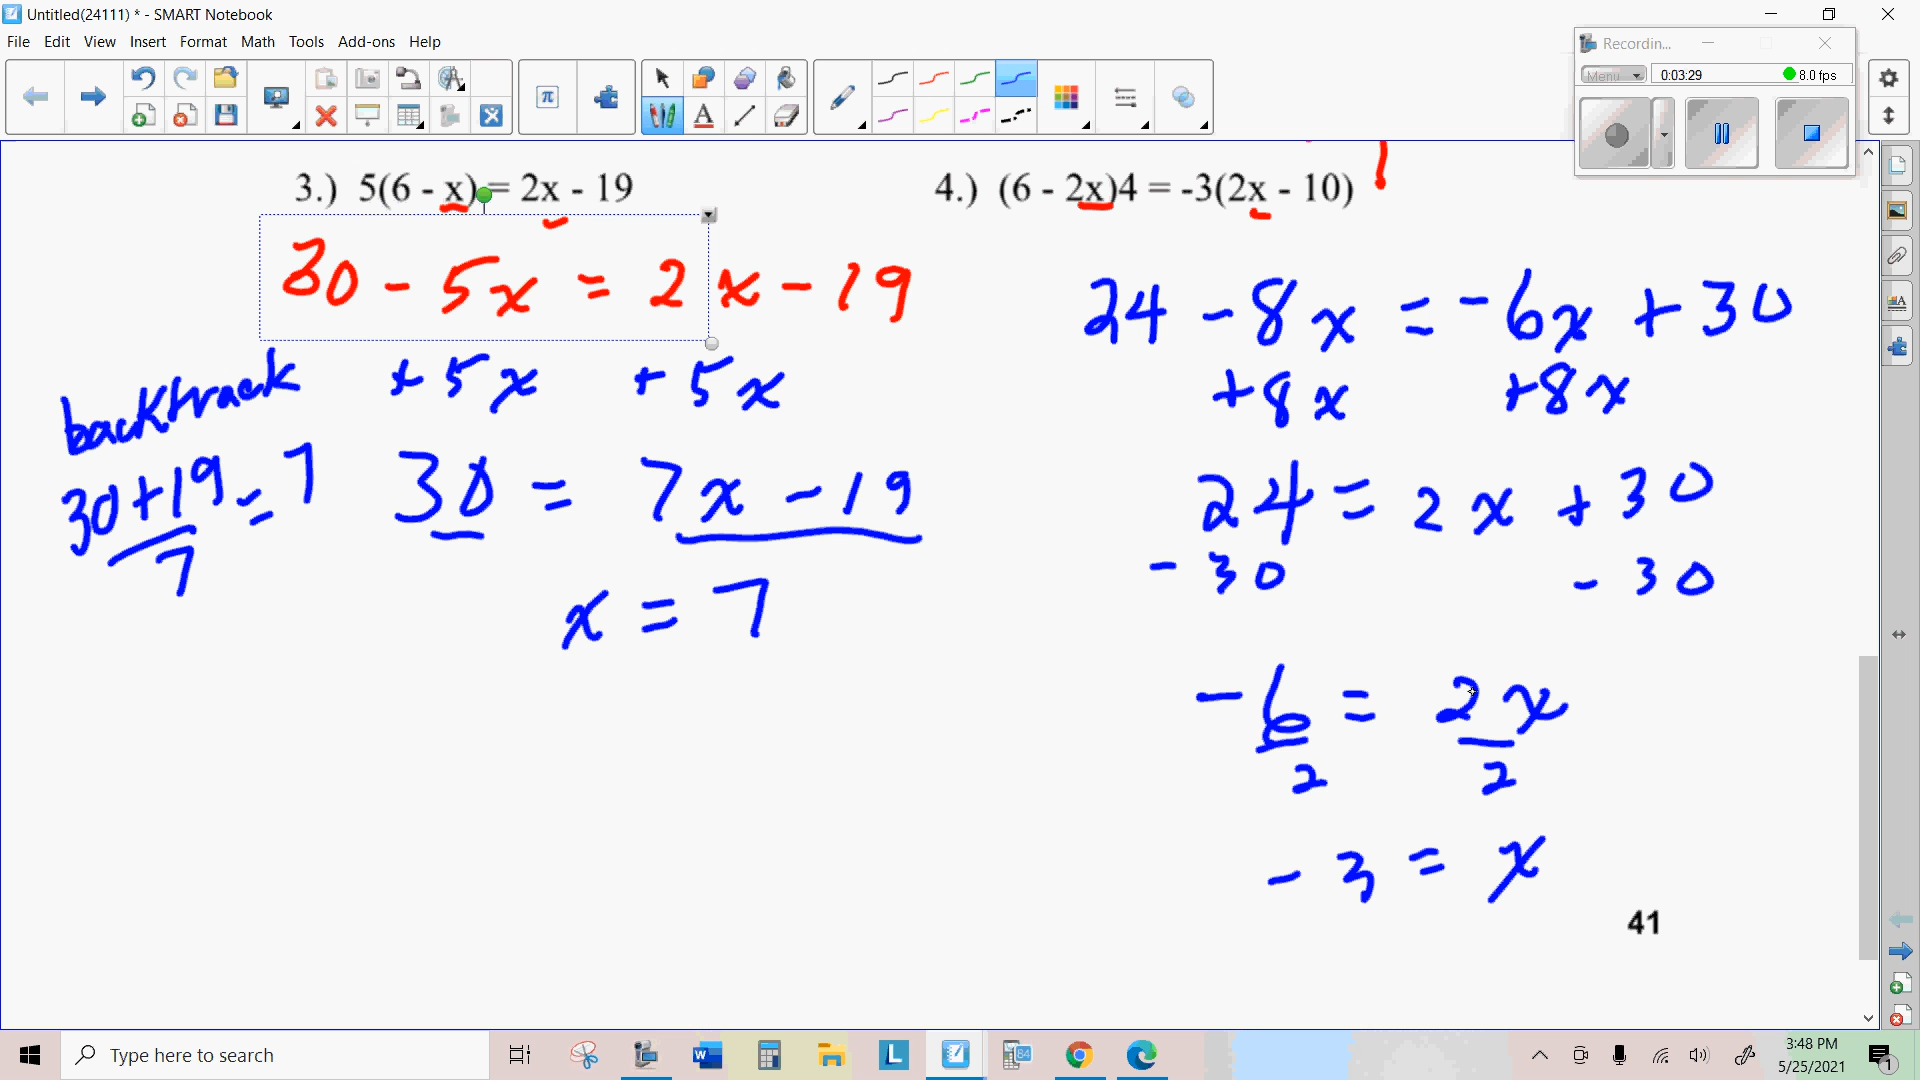 Untitled(24111) * - SMART Notebook
File Edit View Insert Format Math Tools Add-ons Help
Recordin...
Menu 0:03:29 8.0 fps
3.) 5(6 - x) = 2x - 19
30 - 5x = 2x - 19
+ 5x + 5x
backtrack
30 = 7x - 19
30 + 19 = 7
7
x = 7
4.) (6 - 2x)4 = -3(2x - 10)
24 - 8x = -6x + 30
+8x +8x
24 = 2x + 30
- 30 - 30
-6 = 2x
2 2
-3 = x
41
Type here to search
3:48 PM
5/25/2021
1